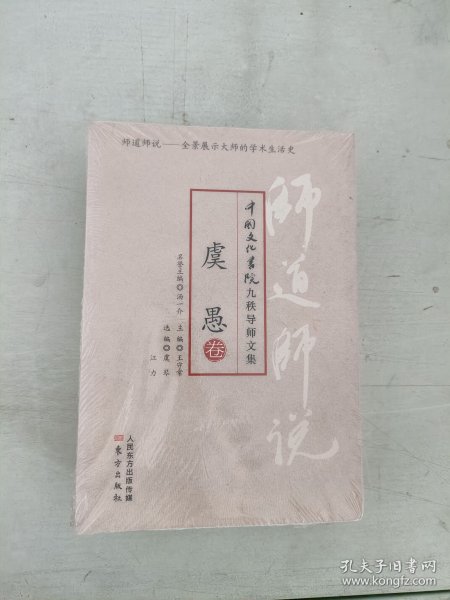 师道师说——全景展示大师的学术生活史
师道师说
中国文化书院九秩导师文集
虞愚
卷
名誉主编 汤一介
主编 王守常
选编 虞琴
江力
人民东方出版传媒
东方出版社
孔夫子旧书网
www.kongfz.com